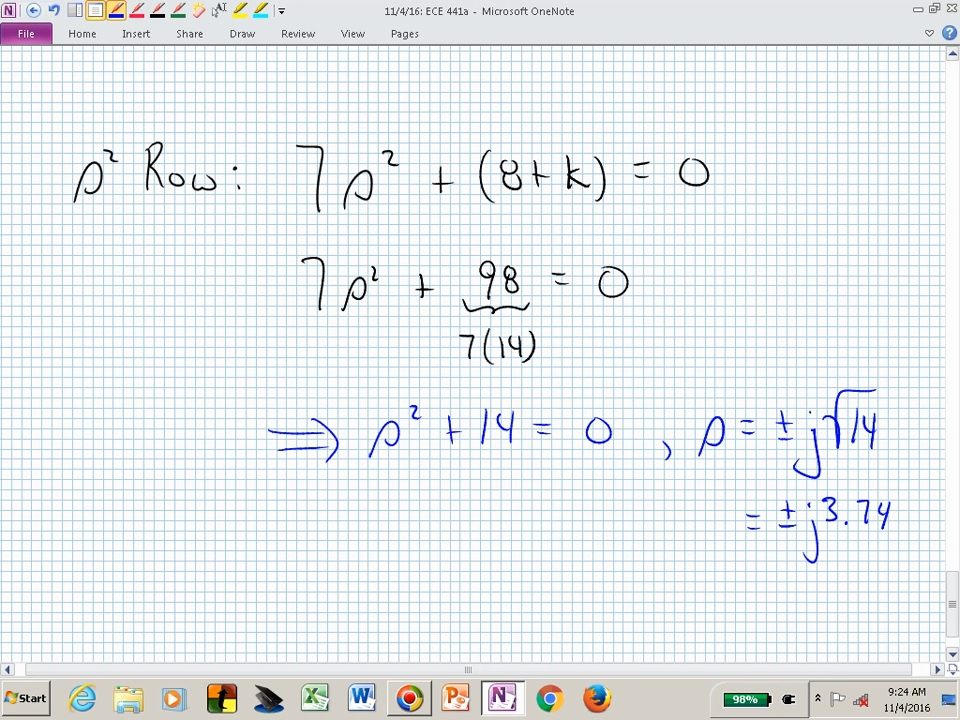 11/4/16: ECE 441a - Microsoft OneNote
File Home Insert Share Draw Review View Pages
s² Row: 7s² + (8+k) = 0
7s² + 98 = 0
7(14)
⇒ s² + 14 = 0 , s = ± j√14
= ± j3.74
Start 98% 9:24 AM
11/4/2016